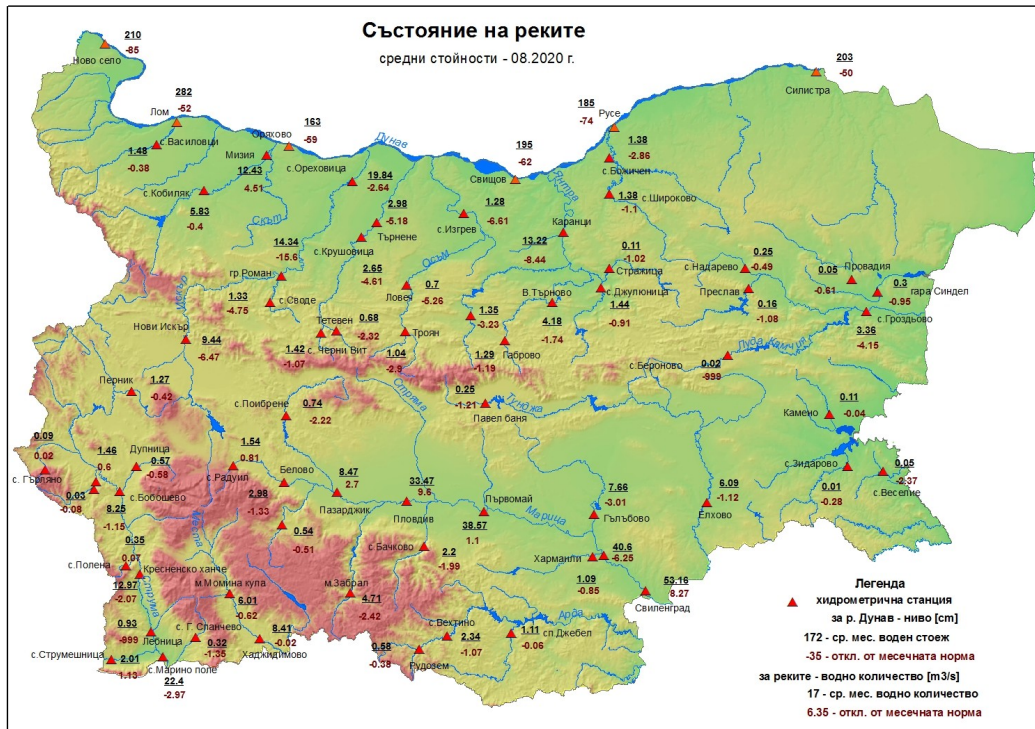 Състояние на реките
средни стойности - 08.2020 г.
210
-85
Ново село
203
-50
Силистра
282
-52
Лом
163
-59
Оряхово
185
-74
Русе
195
-62
Свищов
Дунав
с.Василовци
1.48
-0.38
Мизия
12.43
4.51
с.Ореховица
19.84
-2.64
1.38
-2.86
с.Божичен
с.Кобиляк
5.83
-0.4
Скът
2.98
-5.18
Търнене
1.28
-6.61
с.Изгрев
Янтра
1.38
-1.1
с.Широково
Каранци
13.22
-8.44
14.34
-15.6
гр.Роман
с.Крушовица
2.65
-4.61
Осъм
0.7
-5.26
Ловеч
0.11
-1.02
Стражица
с.Надарево
0.25
-0.49
0.05
-0.61
Провадия
0.3
-0.95
гара Синдел
Искър
1.33
-4.75
с.Своде
1.35
-3.23
В.Търново
4.18
-1.74
с.Джулюница
1.44
-0.91
Преслав
0.16
-1.08
с.Гроздьово
3.36
-4.15
Нови Искър
9.44
-6.47
Тетевен
0.68
-2.32
1.42
-1.07
с. Черни Вит
Троян
1.04
-2.9
1.29
-1.19
Габрово
Луда Камчия
с.Бероново
0.02
-999
Перник
1.27
-0.42
с.Поибрене
0.74
-2.22
Стряма
0.25
-1.21
Павел баня
Тунджа
0.11
-0.04
Камено
0.09
0.02
с. Гърляно
1.46
0.6
Дупница
0.57
-0.58
1.54
0.81
с.Радуил
Белово
2.98
-1.33
8.47
2.7
Пазарджик
33.47
9.6
Пловдив
Първомай
38.57
1.1
Марица
7.66
-3.01
Гълъбово
6.09
-1.12
Елхово
с.Зидарово
0.01
-0.28
0.05
-2.37
с.Веселие
0.03
-0.08
с.Бобошево
8.25
-1.15
0.54
-0.51
Места
0.35
0.07
с.Полена
Кресненско ханче
12.97
-2.07
Струма
с.Бачково
2.2
-1.99
Харманли
1.09
-0.85
40.6
-6.25
53.16
-8.27
Свиленград
м.Момина кула
6.01
-0.62
м.Забрал
4.71
-2.42
Арда
0.93
-999
Лебница
с. Г. Спанчево
0.32
-1.35
8.41
-0.02
Хаджидимово
с.Вехтино
2.34
-1.07
1.11
-0.06
сп.Джебел
0.58
-0.38
Рудозем
с.Струмешница
2.01
1.13
с.Марино поле
22.4
-2.97
Легенда
хидрометрична станция
за р. Дунав - ниво [cm]
172 - ср. мес. воден стоеж
-35 - откл. от месечната норма
за реките - водно количество [m3/s]
17 - ср. мес. водно количество
6.35 - откл. от месечната норма